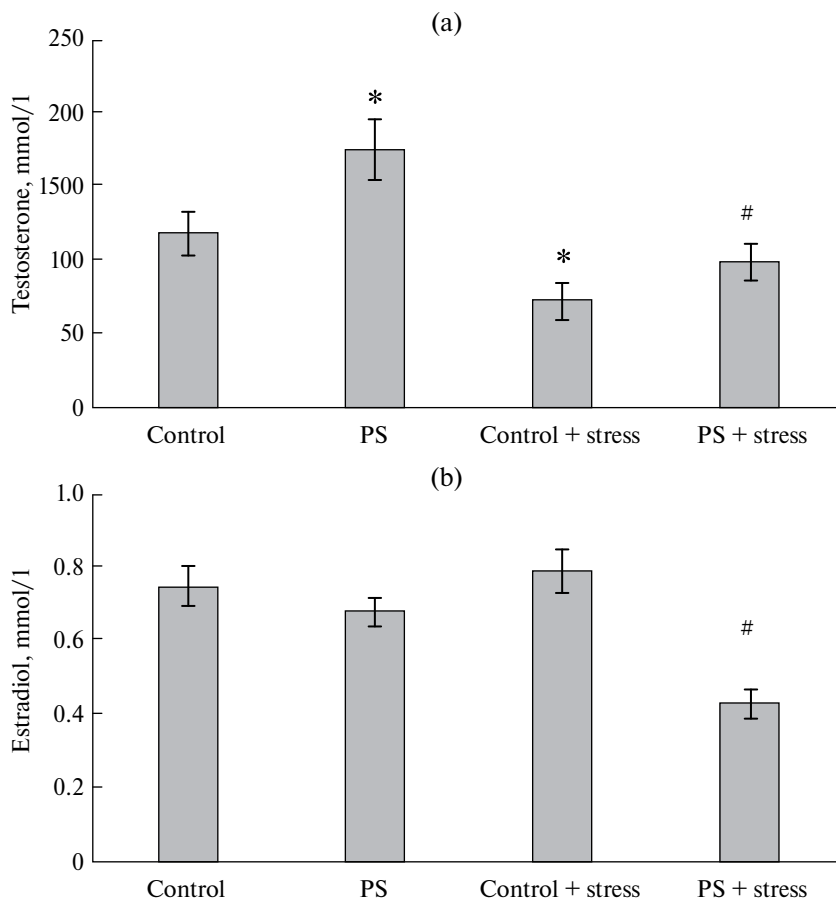 (a)
250
200
1500
100
50
0
Testosterone, mmol/1
*
*
#
Control PS Control + stress PS + stress
(b)
1.0
0.8
0.6
0.4
0.2
0
Estradiol, mmol/1
#
Control PS Control + stress PS + stress